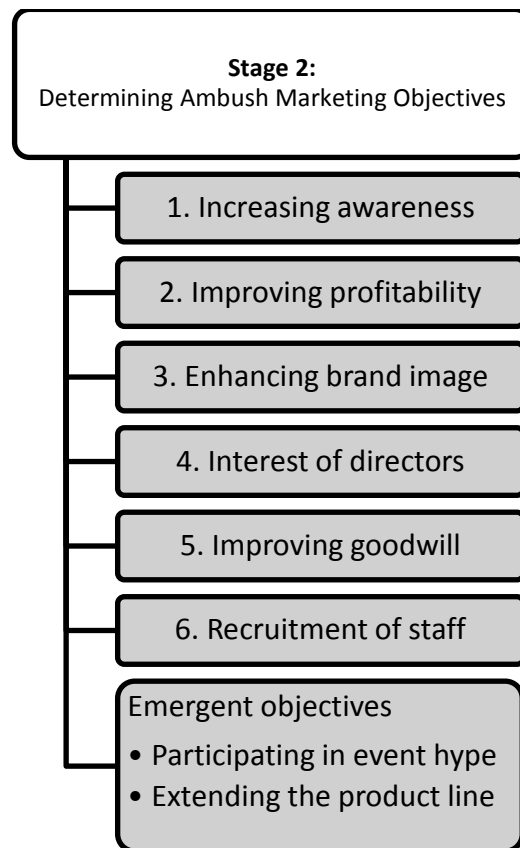 Stage 2:
Determining Ambush Marketing Objectives
1. Increasing awareness
2. Improving profitability
3. Enhancing brand image
4. Interest of directors
5. Improving goodwill
6. Recruitment of staff
Emergent objectives
• Participating in event hype
• Extending the product line